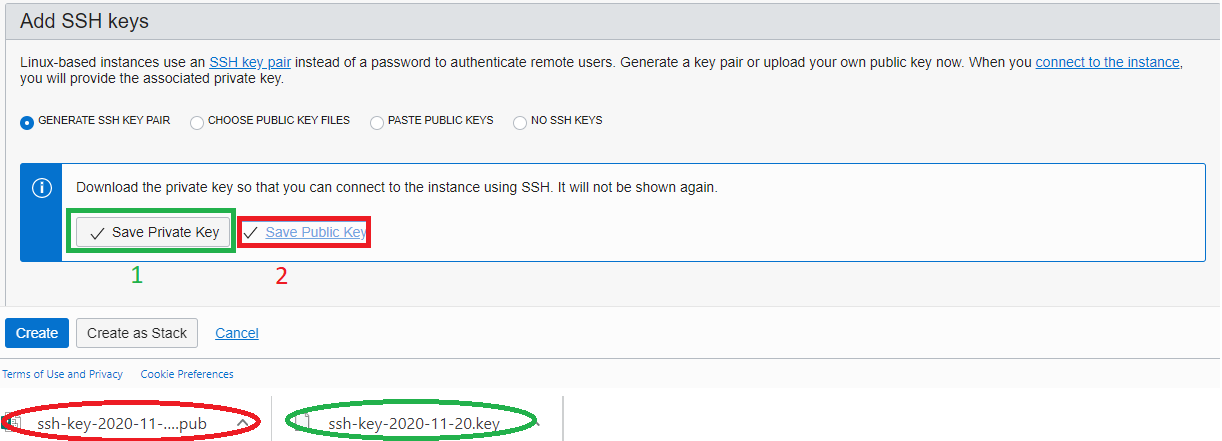 Add SSH keys
Linux-based instances use an SSH key pair instead of a password to authenticate remote users. Generate a key pair or upload your own public key now. When you connect to the instance,
you will provide the associated private key.
GENERATE SSH KEY PAIR CHOOSE PUBLIC KEY FILES PASTE PUBLIC KEYS NO SSH KEYS
Download the private key so that you can connect to the instance using SSH. It will not be shown again.
Save Private Key Save Public Key
1 2
Create Create as Stack Cancel
Terms of Use and Privacy Cookie Preferences
ssh-key-2020-11-....pub ssh-key-2020-11-20.key